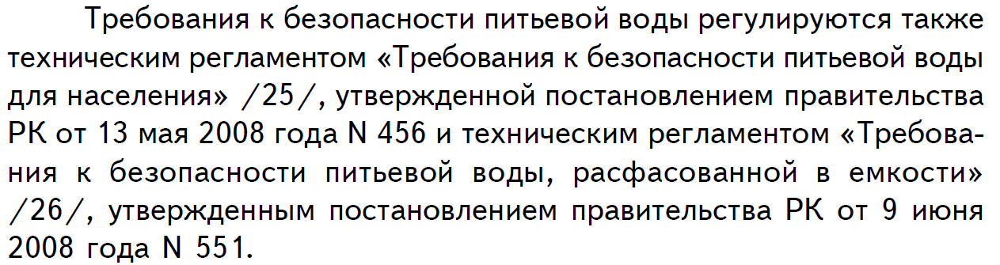 Требования к безопасности питьевой воды регулируются также
техническим регламентом «Требования к безопасности питьевой воды
для населения» /25/, утвержденной постановлением правительства
РК от 13 мая 2008 года N 456 и техническим регламентом «Требова-
ния к безопасности питьевой воды, расфасованной в емкости»
/26/, утвержденным постановлением правительства РК от 9 июня
2008 года N 551.